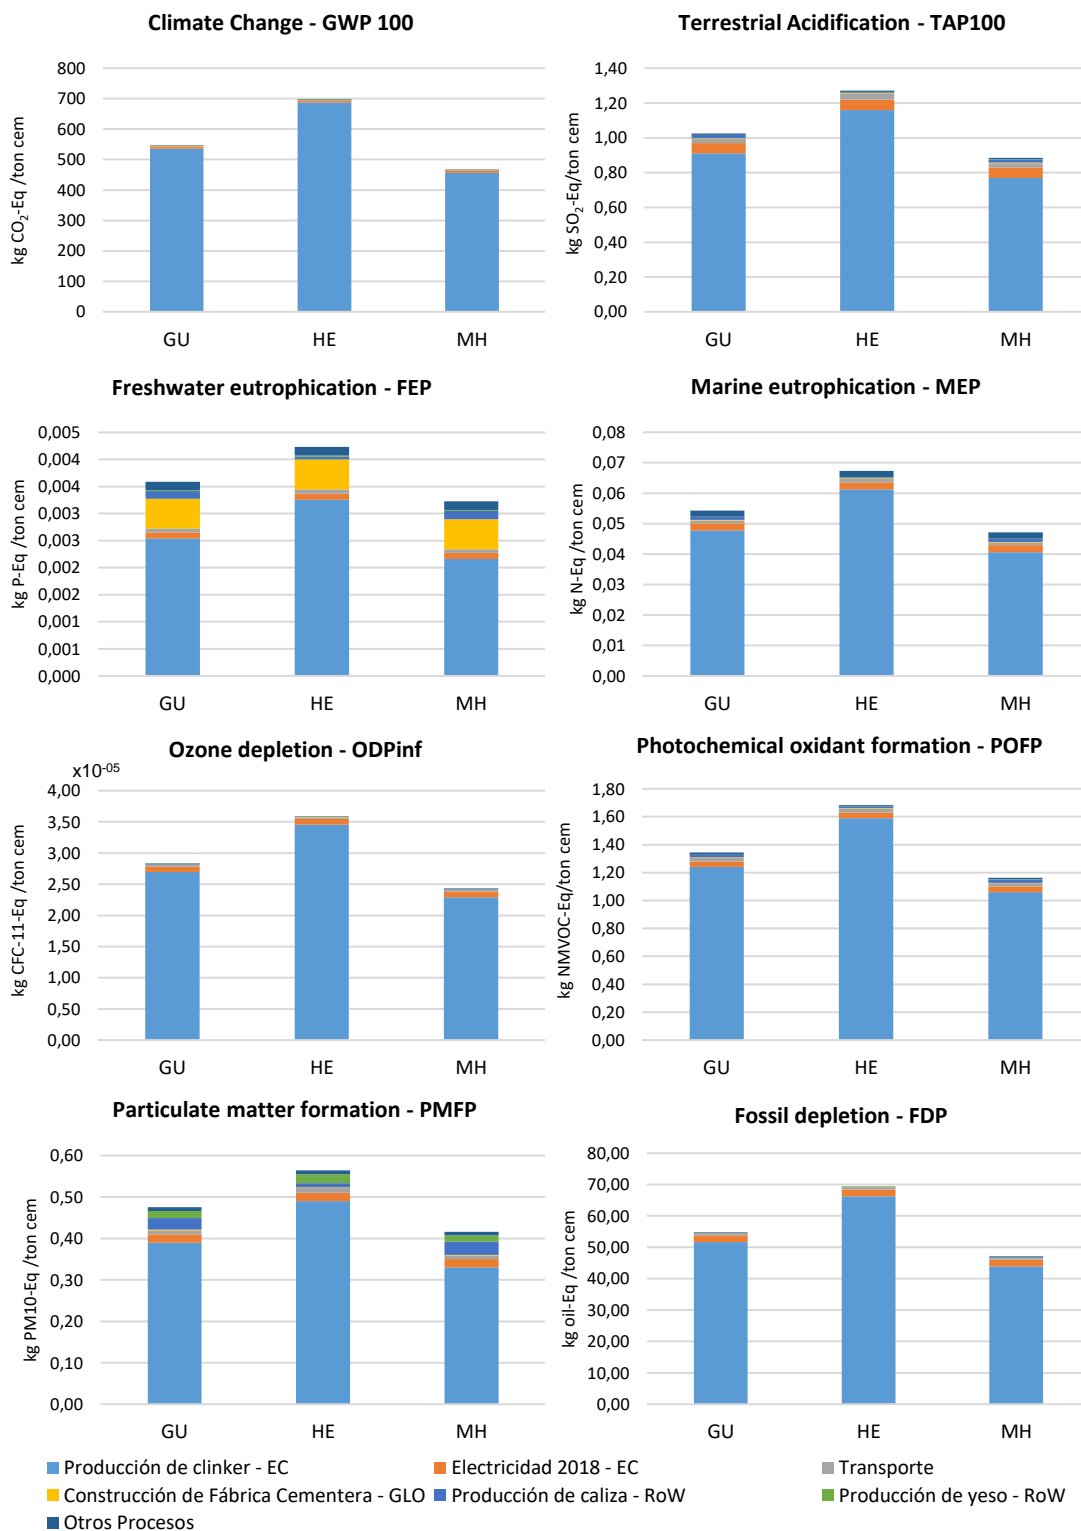 Climate Change - GWP 100
kg CO₂-Eq /ton cem
800
700
600
500
400
300
200
100
0
GU HE MH
Terrestrial Acidification - TAP100
kg SO₂-Eq/ton cem
1,40
1,20
1,00
0,80
0,60
0,40
0,20
0,00
GU HE MH
Freshwater eutrophication - FEP
kg P-Eq /ton cem
0,005
0,004
0,004
0,003
0,003
0,002
0,002
0,001
0,001
0,000
GU HE MH
Marine eutrophication - MEP
kg N-Eq /ton cem
0,08
0,07
0,06
0,05
0,04
0,03
0,02
0,01
0,00
GU HE MH
Ozone depletion - ODPinf
x10⁻⁰⁵
kg CFC-11-Eq /ton cem
4,00
3,50
3,00
2,50
2,00
1,50
1,00
0,50
0,00
GU HE MH
Photochemical oxidant formation - POFP
kg NMVOC-Eq/ton cem
1,80
1,60
1,40
1,20
1,00
0,80
0,60
0,40
0,20
0,00
GU HE MH
Particulate matter formation - PMFP
kg PM10-Eq /ton cem
0,60
0,50
0,40
0,30
0,20
0,10
0,00
GU HE MH
Fossil depletion - FDP
kg oil-Eq /ton cem
80,00
70,00
60,00
50,00
40,00
30,00
20,00
10,00
0,00
GU HE MH
Producción de clinker - EC Electricidad 2018 - EC Transporte
Construcción de Fábrica Cementera - GLO Producción de caliza - RoW Producción de yeso - RoW
Otros Procesos